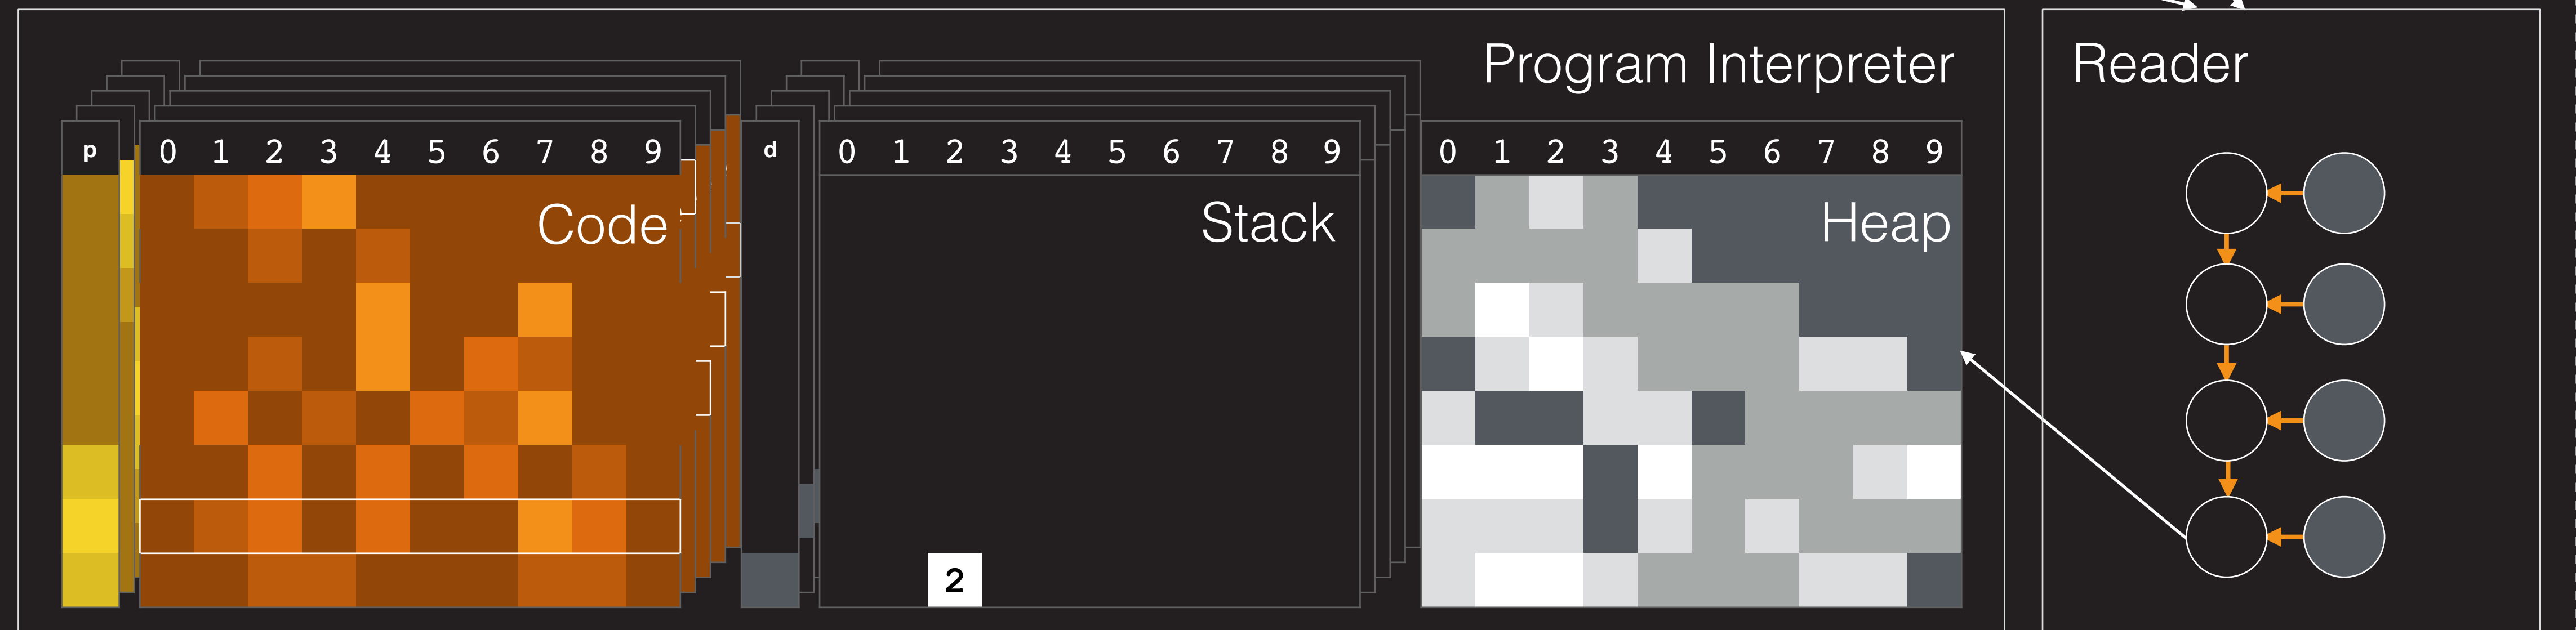 Program Interpreter
Reader
p 0 1 2 3 4 5 6 7 8 9
d 0 1 2 3 4 5 6 7 8 9
0 1 2 3 4 5 6 7 8 9
Code
Stack
Heap
2